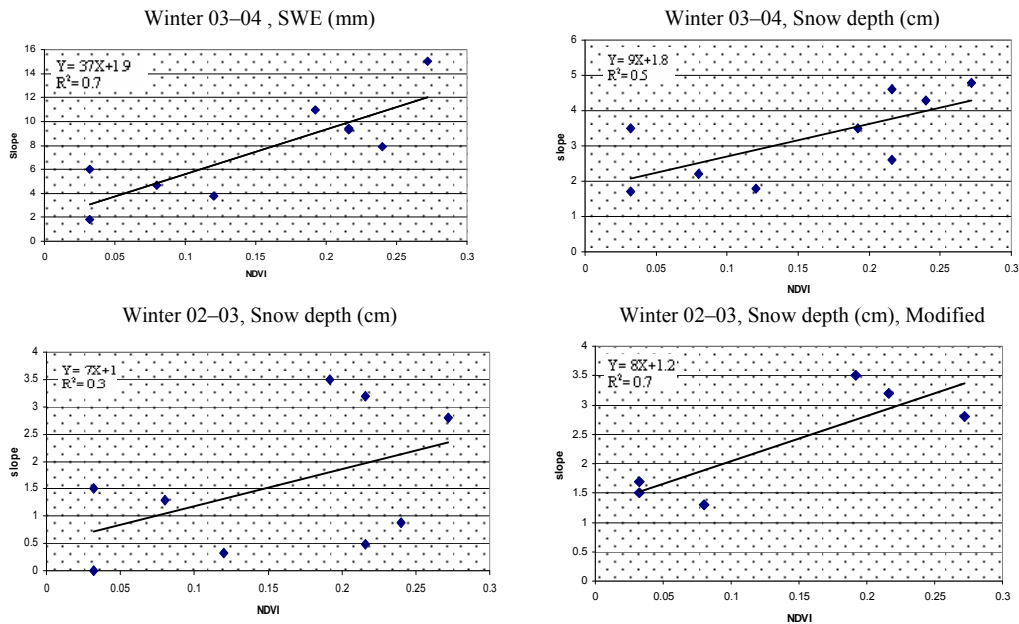 Winter 03–04 , SWE (mm)
Y= 37X+1.9
R²= 0.7
16
14
12
10
8
6
4
2
0
Slope
0 0.05 0.1 0.15 0.2 0.25 0.3
NDVI
Winter 03–04, Snow depth (cm)
Y= 9X+1.8
R²= 0.5
6
5
4
3
2
1
0
slope
0 0.05 0.1 0.15 0.2 0.25 0.3
NDVI
Winter 02–03, Snow depth (cm)
Y= 7X+1
R²= 0.3
4
3.5
3
2.5
2
1.5
1
0.5
0
slope
0 0.05 0.1 0.15 0.2 0.25 0.3
NDVI
Winter 02–03, Snow depth (cm), Modified
Y= 8X+1.2
R²= 0.7
4
3.5
3
2.5
2
1.5
1
0.5
0
slope
0 0.05 0.1 0.15 0.2 0.25 0.3
NDVI